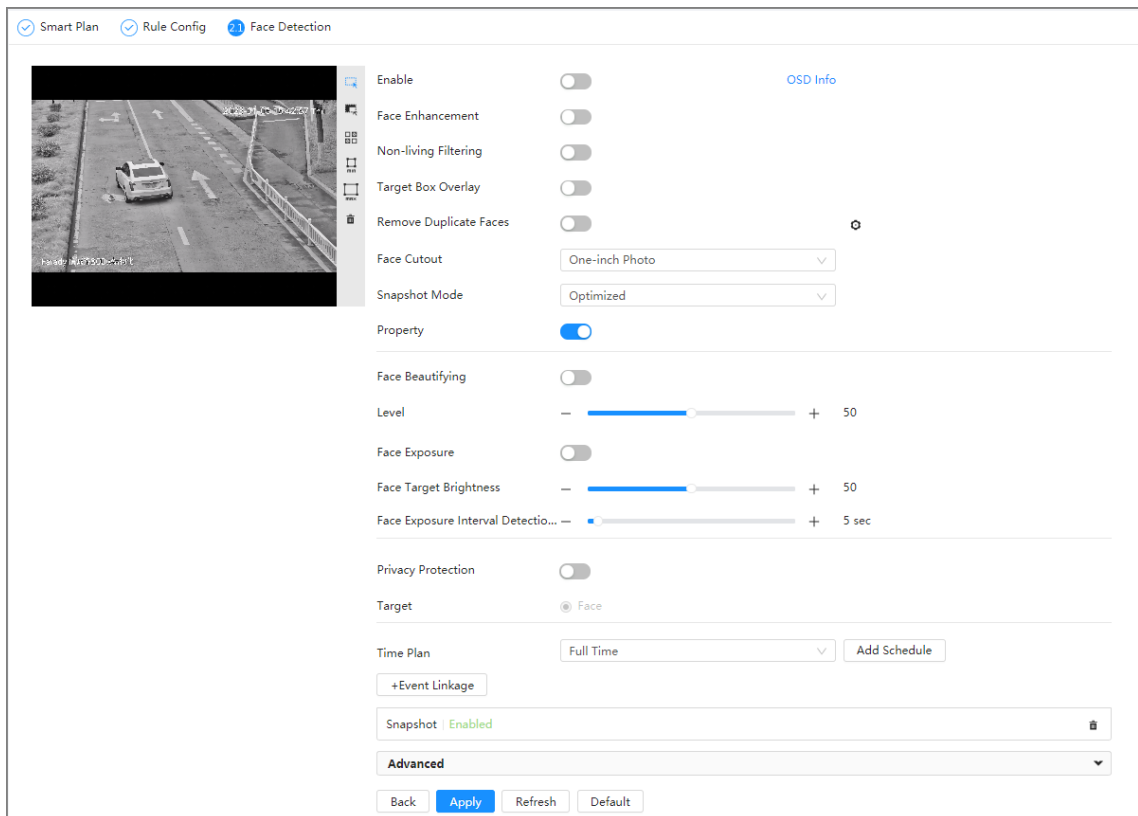 Smart Plan Rule Config 2.1 Face Detection
Enable OSD Info
Face Enhancement
Non-living Filtering
Target Box Overlay
Remove Duplicate Faces
Face Cutout One-inch Photo
Snapshot Mode Optimized
Property
Face Beautifying
Level − + 50
Face Exposure
Face Target Brightness − + 50
Face Exposure Interval Detectio... − + 5 sec
Privacy Protection
Target Face
Time Plan Full Time Add Schedule
+Event Linkage
Snapshot | Enabled
Advanced
Back Apply Refresh Default